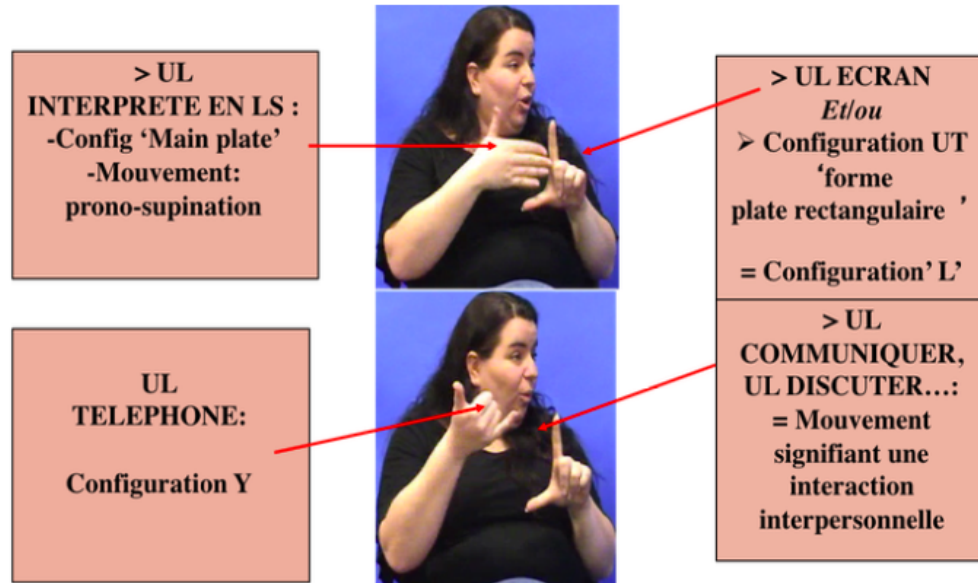 > UL
INTERPRETE EN LS :
-Config ‘Main plate’
-Mouvement:
prono-supination
> UL ECRAN
Et/ou
➢ Configuration UT
‘forme
plate rectangulaire ’
= Configuration’ L’
UL
TELEPHONE:
Configuration Y
> UL
COMMUNIQUER,
UL DISCUTER…:
= Mouvement
signifiant une
interaction
interpersonnelle